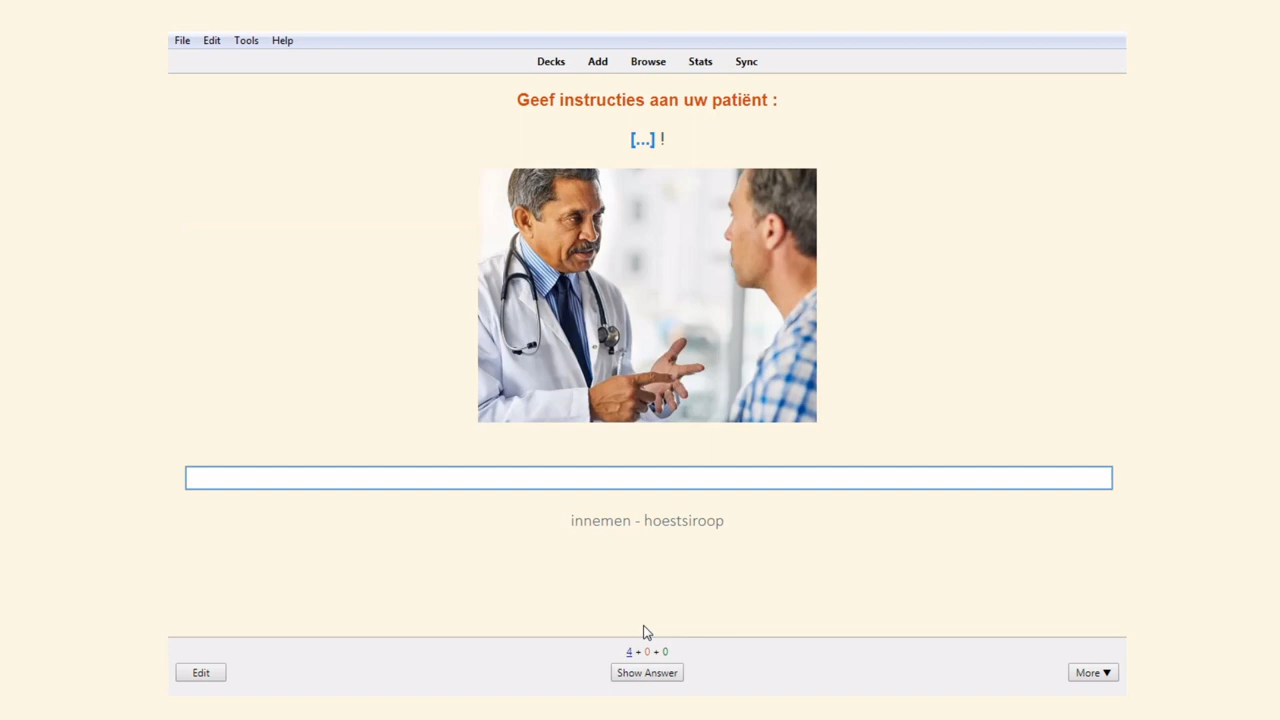 File Edit Tools Help
Decks Add Browse Stats Sync
Geef instructies aan uw patiënt :
[...] !
innemen - hoestsiroop
4 + 0 + 0
Edit Show Answer More ▼